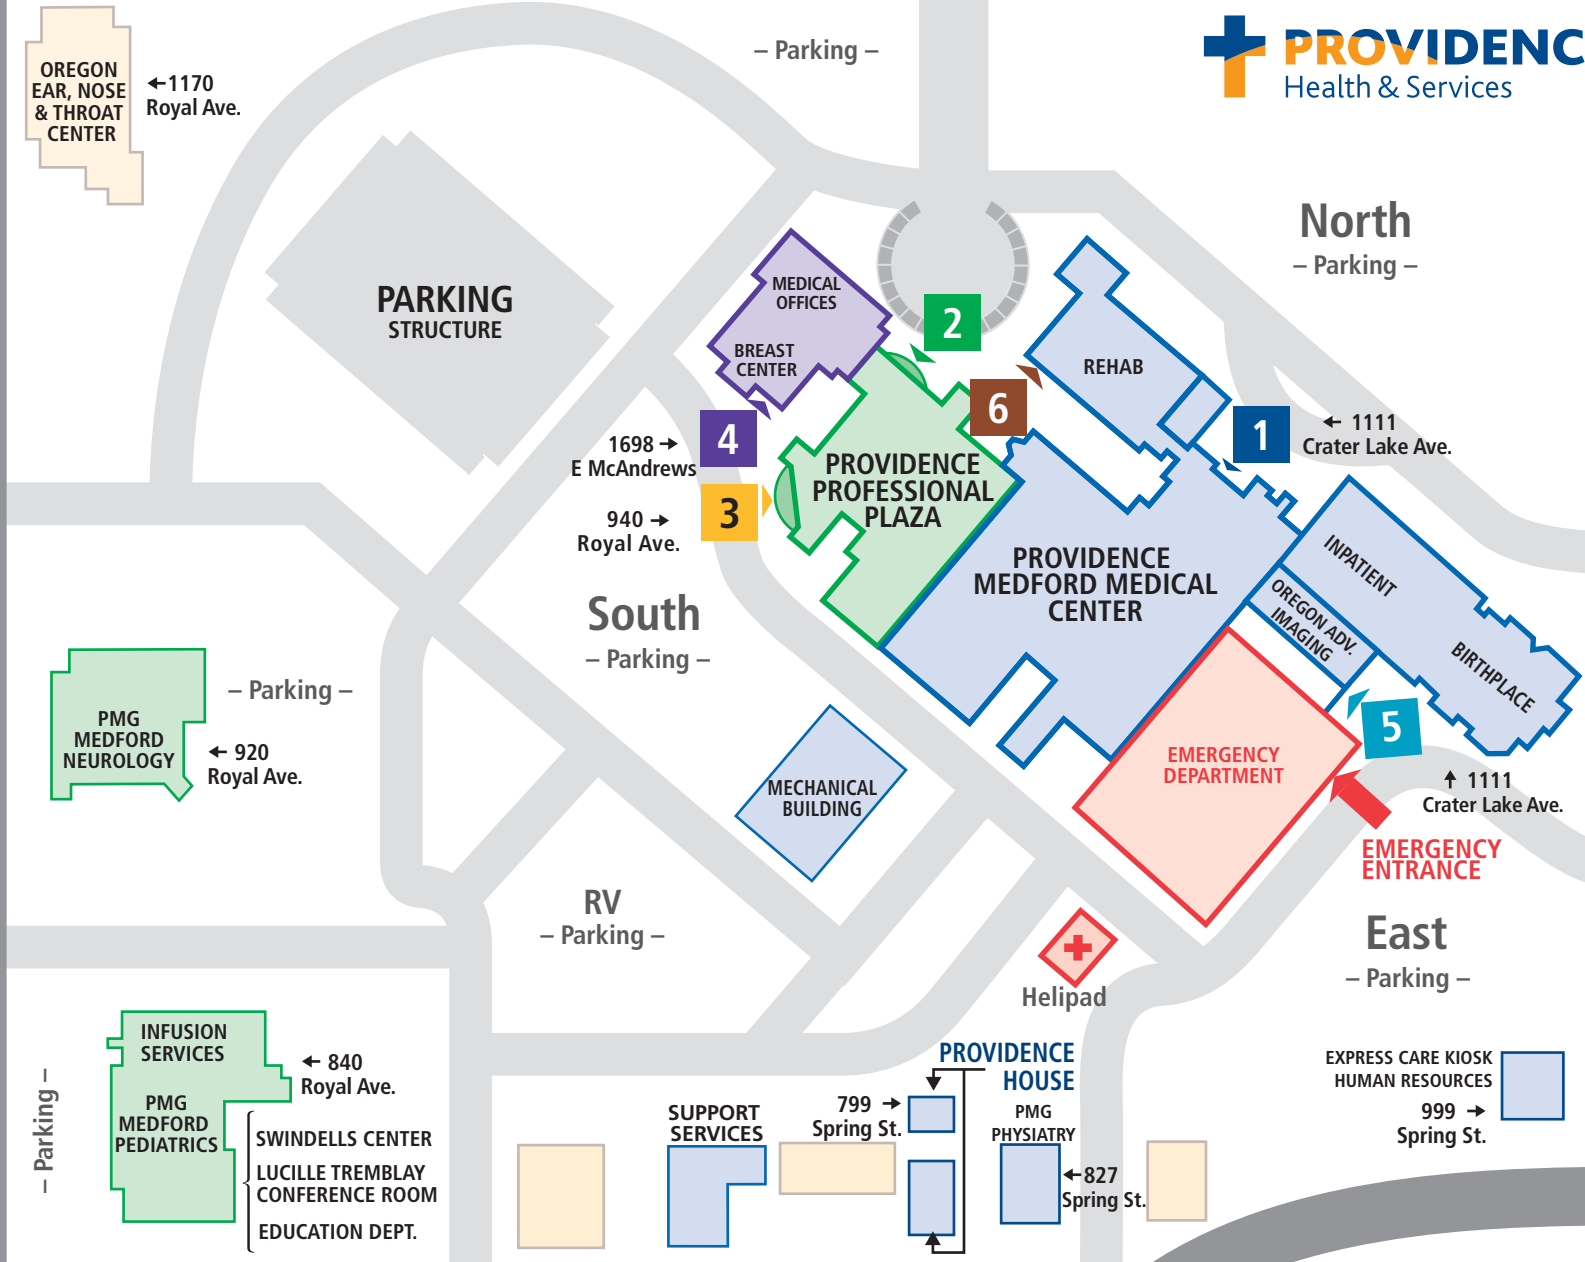 OREGON
EAR, NOSE
& THROAT
CENTER
←1170
Royal Ave.
– Parking –
PROVIDENC
Health & Services
North
– Parking –
PARKING
STRUCTURE
MEDICAL
OFFICES
BREAST
CENTER
2
REHAB
6
1
← 1111
Crater Lake Ave.
4
1698 →
E McAndrews
3
940 →
Royal Ave.
PROVIDENCE
PROFESSIONAL
PLAZA
PROVIDENCE
MEDFORD MEDICAL
CENTER
INPATIENT
OREGON ADV.
IMAGING
BIRTHPLACE
South
– Parking –
5
EMERGENCY
DEPARTMENT
↑ 1111
Crater Lake Ave.
EMERGENCY
ENTRANCE
PMG
MEDFORD
NEUROLOGY
– Parking –
← 920
Royal Ave.
MECHANICAL
BUILDING
RV
– Parking –
East
– Parking –
Helipad
INFUSION
SERVICES
PMG
MEDFORD
PEDIATRICS
← 840
Royal Ave.
SWINDELLS CENTER
LUCILLE TREMBLAY
CONFERENCE ROOM
EDUCATION DEPT.
– Parking –
SUPPORT
SERVICES
799 →
Spring St.
PROVIDENCE
HOUSE
PMG
PHYSIATRY
←827
Spring St.
EXPRESS CARE KIOSK
HUMAN RESOURCES
999 →
Spring St.